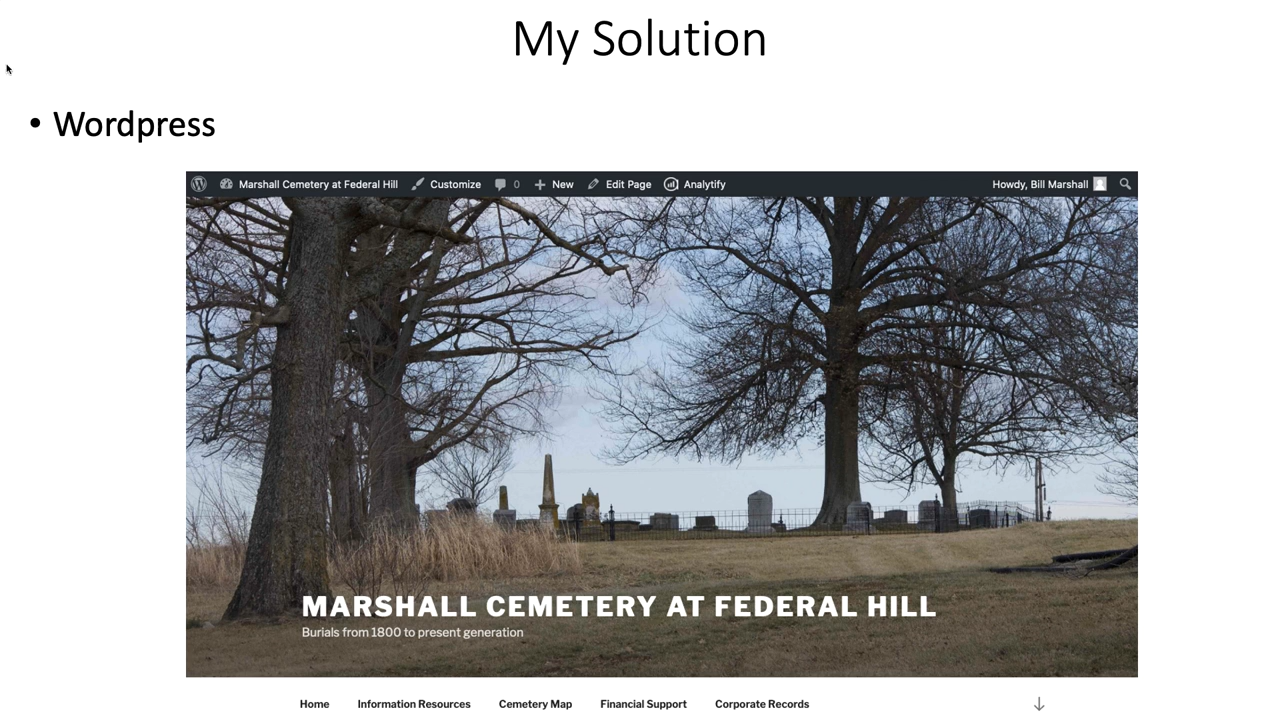 My Solution
• Wordpress
Marshall Cemetery at Federal Hill Customize 0 New Edit Page Analytify Howdy, Bill Marshall
MARSHALL CEMETERY AT FEDERAL HILL
Burials from 1800 to present generation
Home Information Resources Cemetery Map Financial Support Corporate Records